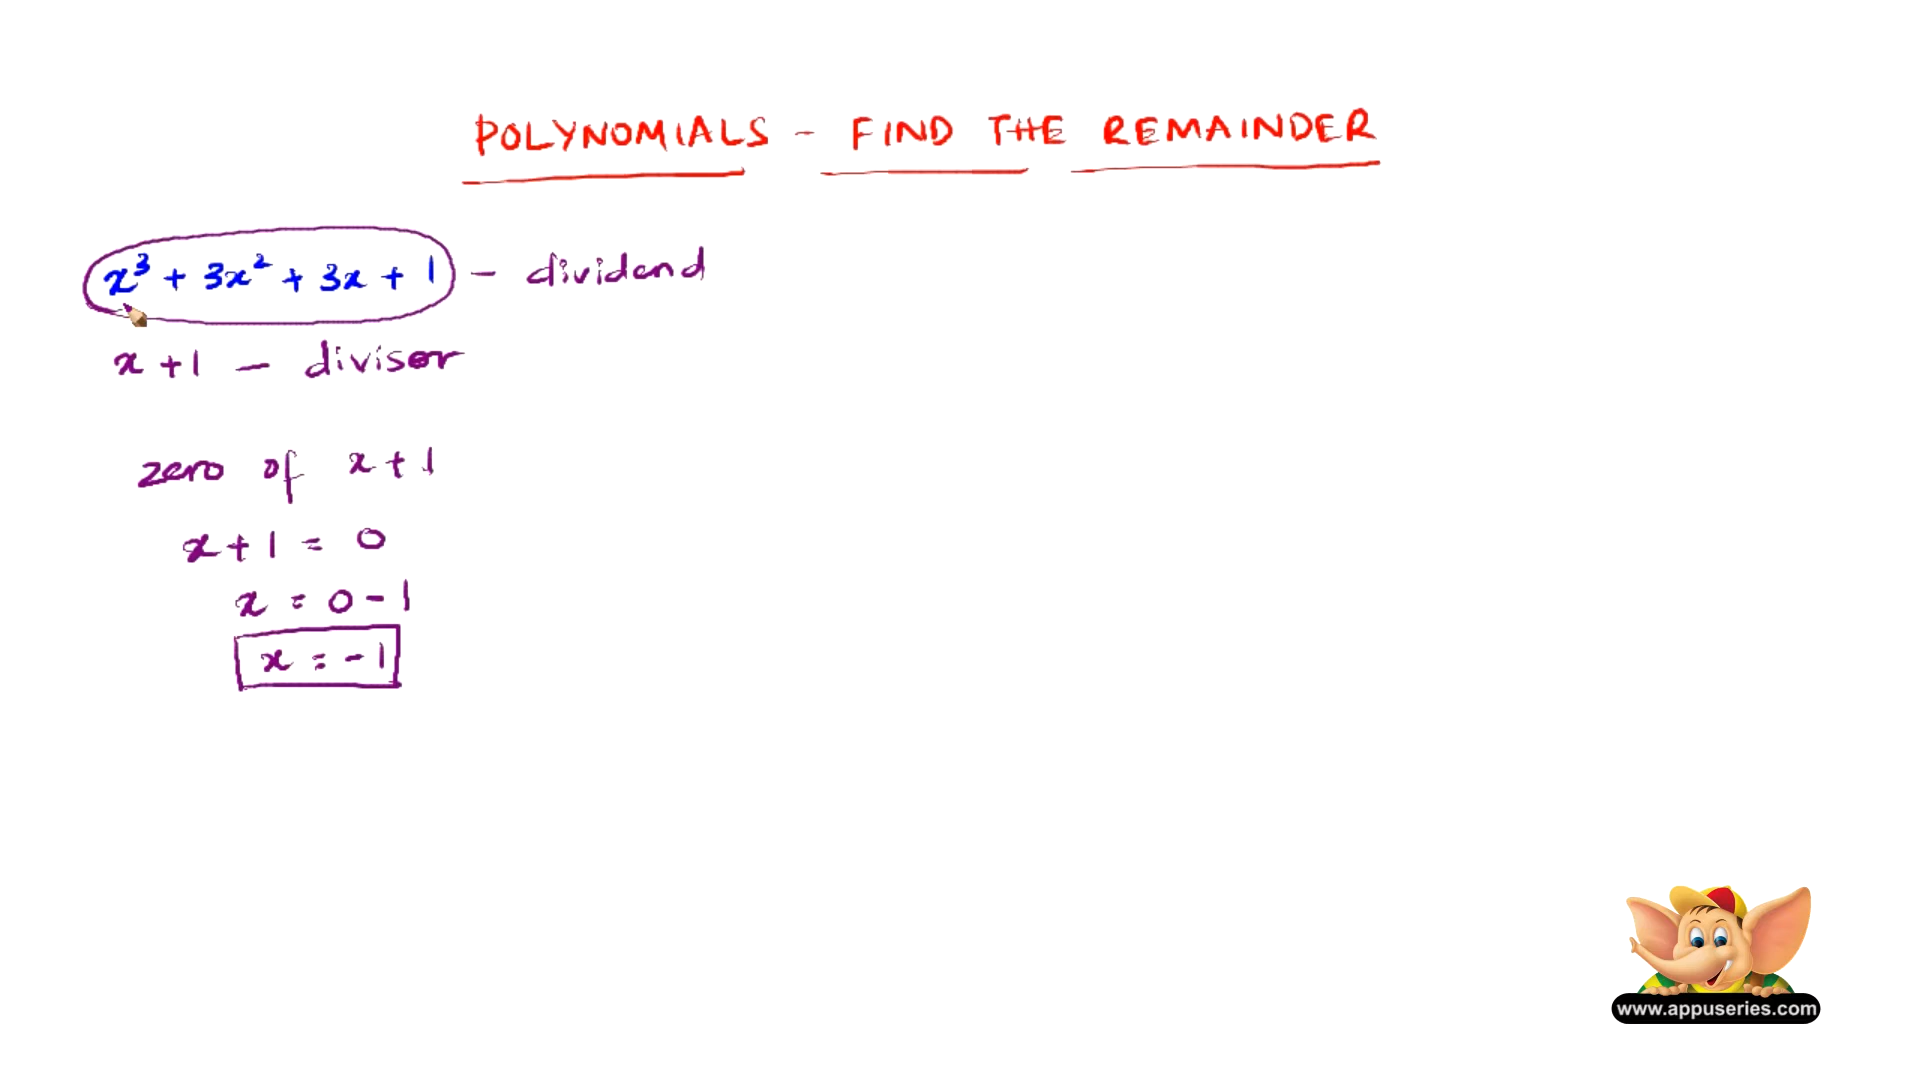 POLYNOMIALS - FIND THE REMAINDER
x³ + 3x² + 3x + 1 - dividend
x + 1 - divisor
zero of x + 1
x + 1 = 0
x = 0 - 1
x = -1
www.appuseries.com